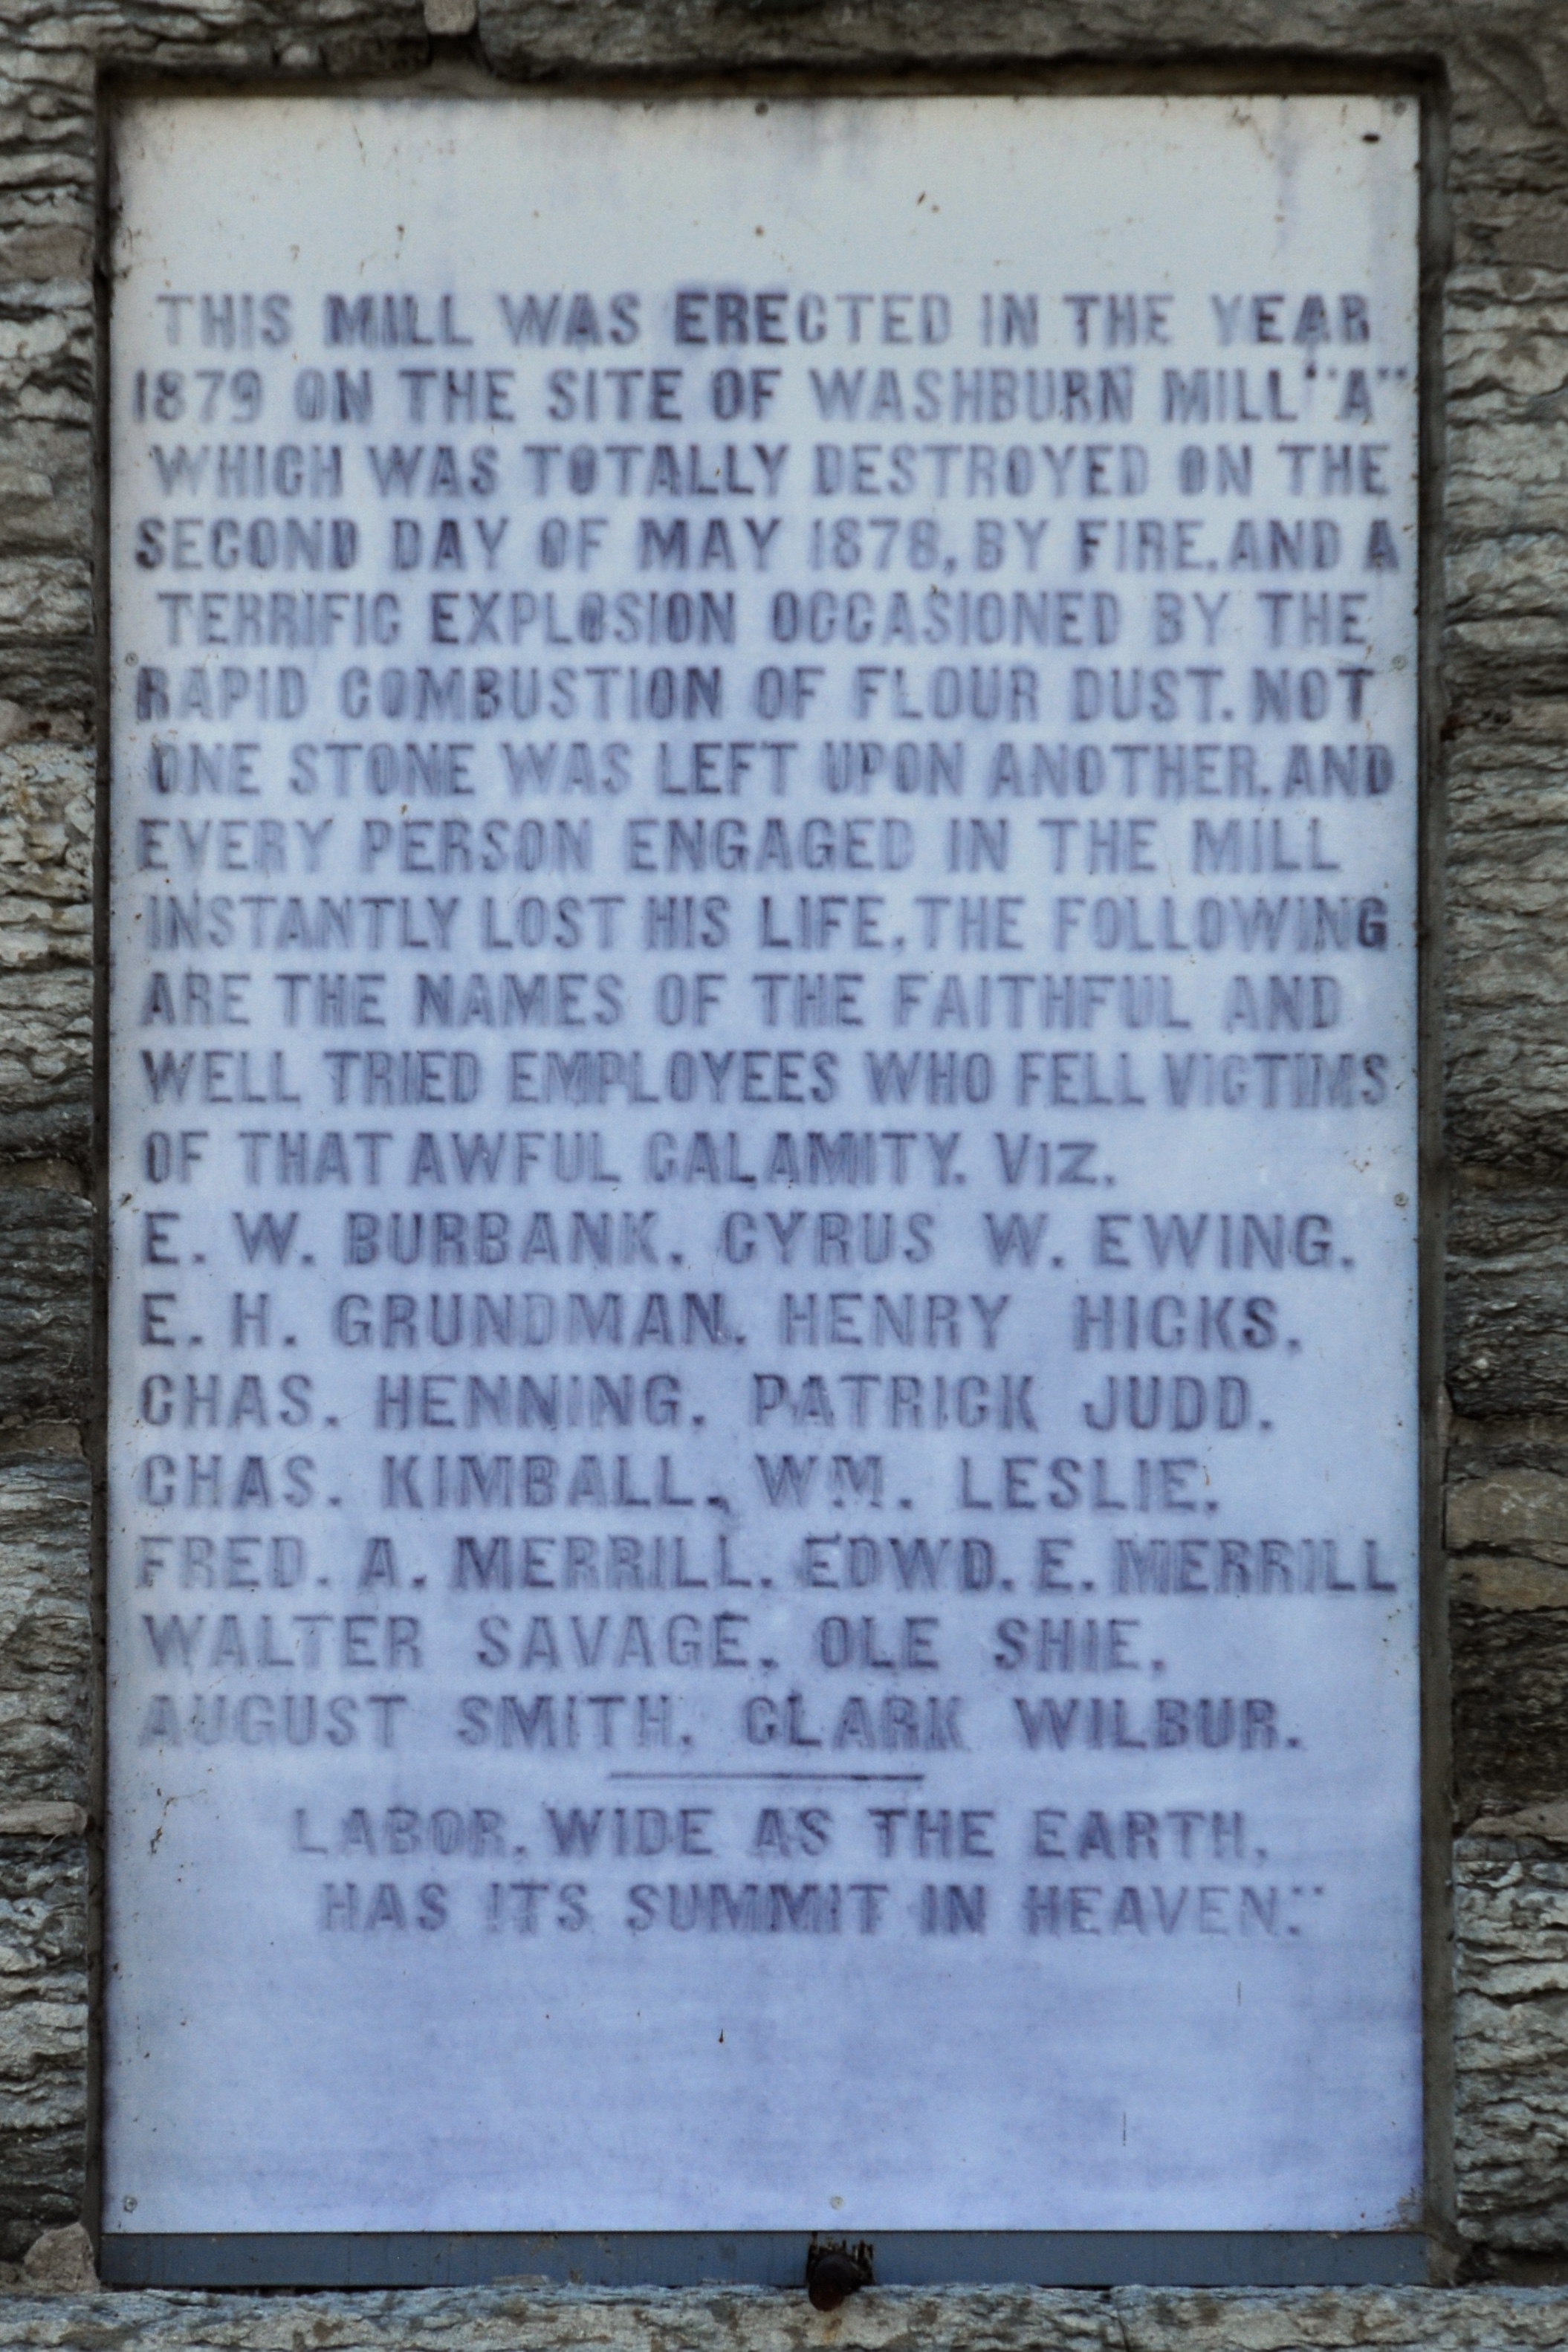 THIS MILL WAS ERECTED IN THE YEAR
1879 ON THE SITE OF WASHBURN MILL "A"
WHICH WAS TOTALLY DESTROYED ON THE
SECOND DAY OF MAY 1878, BY FIRE, AND A
TERRIFIC EXPLOSION OCCASIONED BY THE
RAPID COMBUSTION OF FLOUR DUST. NOT
ONE STONE WAS LEFT UPON ANOTHER, AND
EVERY PERSON ENGAGED IN THE MILL
INSTANTLY LOST HIS LIFE, THE FOLLOWING
ARE THE NAMES OF THE FAITHFUL AND
WELL TRIED EMPLOYEES WHO FELL VICTIMS
OF THAT AWFUL CALAMITY. VIZ.
E. W. BURBANK, CYRUS W. EWING,
E. H. GRUNDMAN, HENRY HICKS,
CHAS. HENNING, PATRICK JUDD,
CHAS. KIMBALL, WM. LESLIE,
FRED. A. MERRILL, EDWD. E. MERRILL
WALTER SAVAGE, OLE SHIE,
AUGUST SMITH, CLARK WILBUR.
LABOR, WIDE AS THE EARTH,
HAS ITS SUMMIT IN HEAVEN."